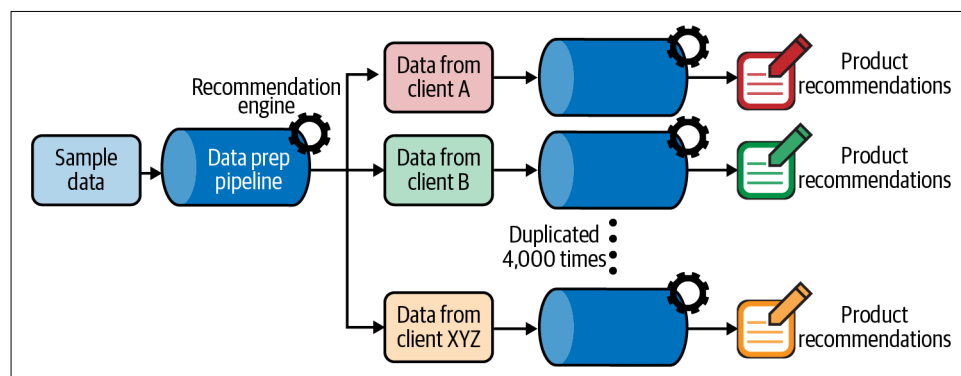 Recommendation
engine
Sample
data
Data prep
pipeline
Data from
client A
Product
recommendations
Data from
client B
Product
recommendations
Duplicated
4,000 times
Data from
client XYZ
Product
recommendations